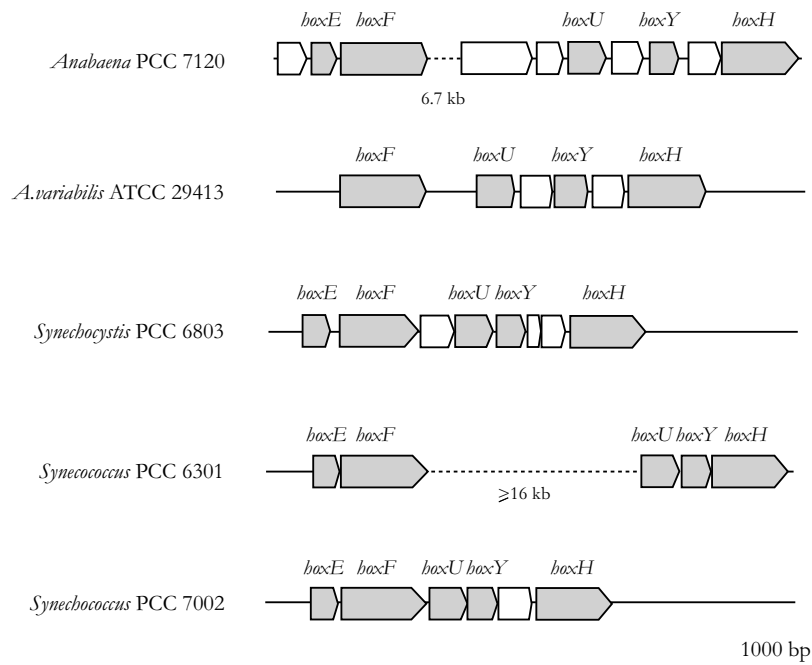 hoxE hoxF hoxU hoxY hoxH
Anabaena PCC 7120
6.7 kb
hoxF hoxU hoxY hoxH
A.variabilis ATCC 29413
hoxE hoxF hoxU hoxY hoxH
Synechocystis PCC 6803
hoxE hoxF hoxU hoxY hoxH
Synecococcus PCC 6301
⩾16 kb
hoxE hoxF hoxU hoxY hoxH
Synechococcus PCC 7002
1000 bp